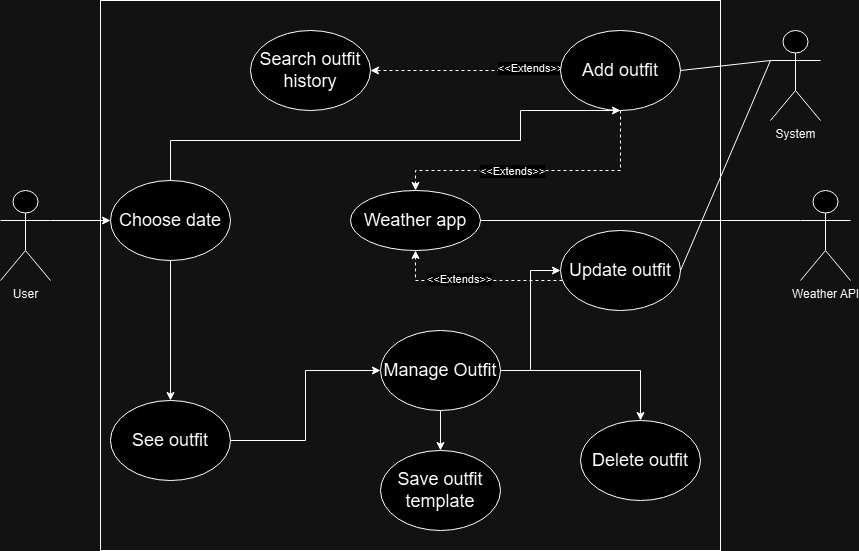 Search outfit
history
<<Extends>>
Add outfit
System
<<Extends>>
Choose date
Weather app
User
Weather API
<<Extends>>
Update outfit
Manage Outfit
See outfit
Save outfit
template
Delete outfit